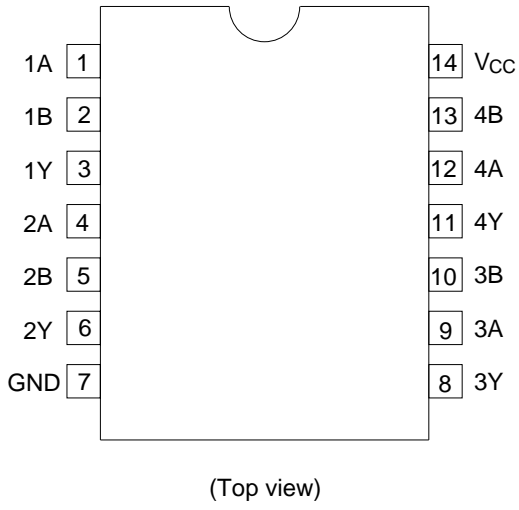 1A 1 14 VCC
1B 2 13 4B
1Y 3 12 4A
2A 4 11 4Y
2B 5 10 3B
2Y 6 9 3A
GND 7 8 3Y
(Top view)